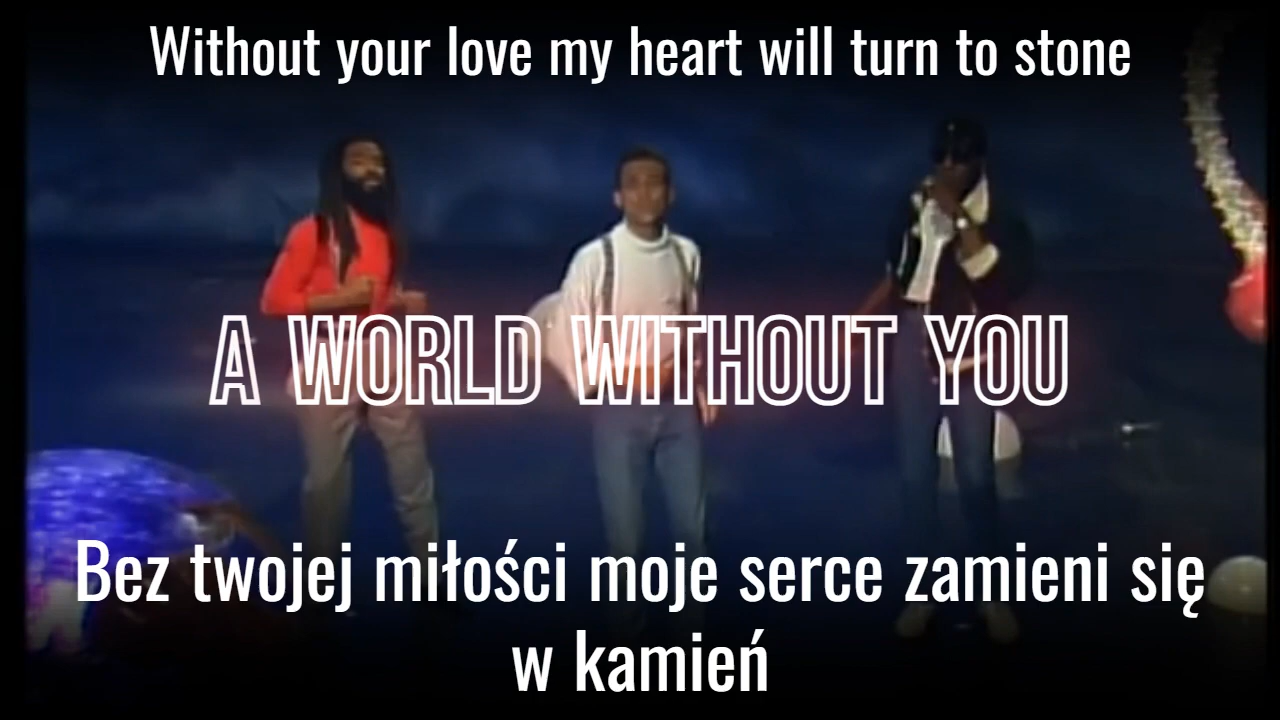 Without your love my heart will turn to stone
A WORLD WITHOUT YOU
Bez twojej miłości moje serce zamieni się
w kamień